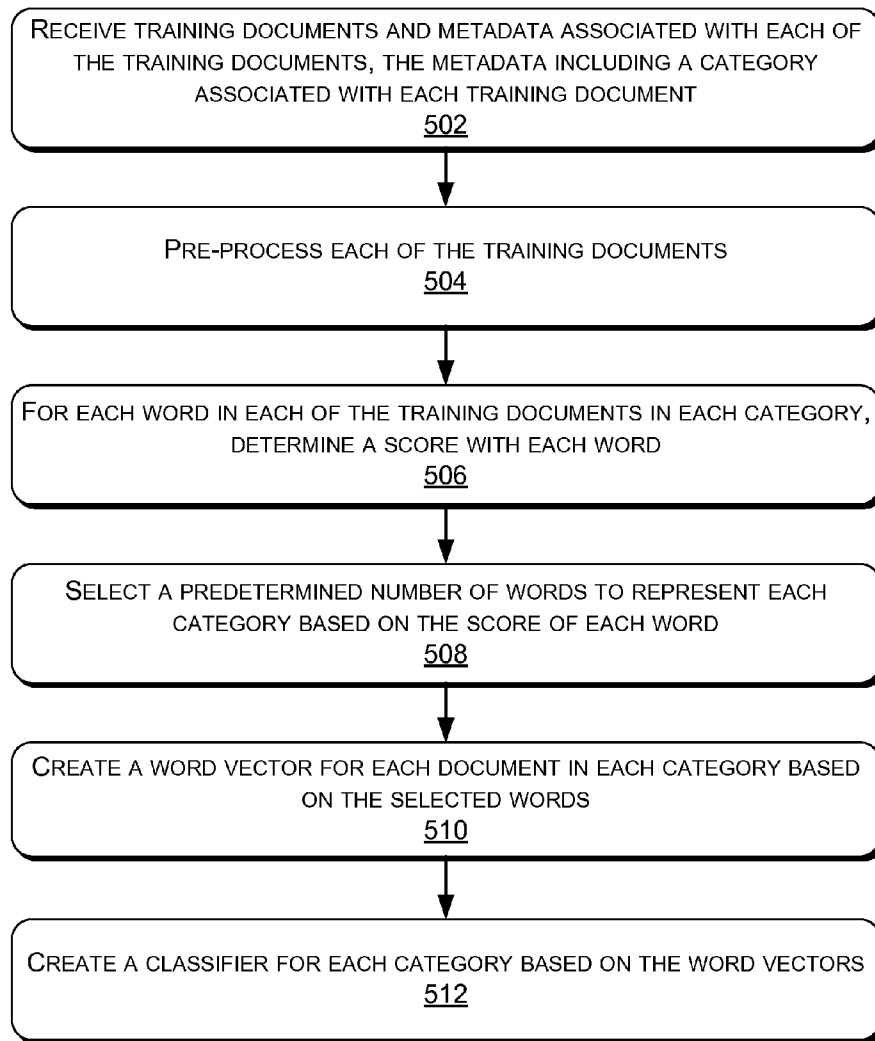 RECEIVE TRAINING DOCUMENTS AND METADATA ASSOCIATED WITH EACH OF
THE TRAINING DOCUMENTS, THE METADATA INCLUDING A CATEGORY
ASSOCIATED WITH EACH TRAINING DOCUMENT
502
PRE-PROCESS EACH OF THE TRAINING DOCUMENTS
504
FOR EACH WORD IN EACH OF THE TRAINING DOCUMENTS IN EACH CATEGORY,
DETERMINE A SCORE WITH EACH WORD
506
SELECT A PREDETERMINED NUMBER OF WORDS TO REPRESENT EACH
CATEGORY BASED ON THE SCORE OF EACH WORD
508
CREATE A WORD VECTOR FOR EACH DOCUMENT IN EACH CATEGORY BASED
ON THE SELECTED WORDS
510
CREATE A CLASSIFIER FOR EACH CATEGORY BASED ON THE WORD VECTORS
512